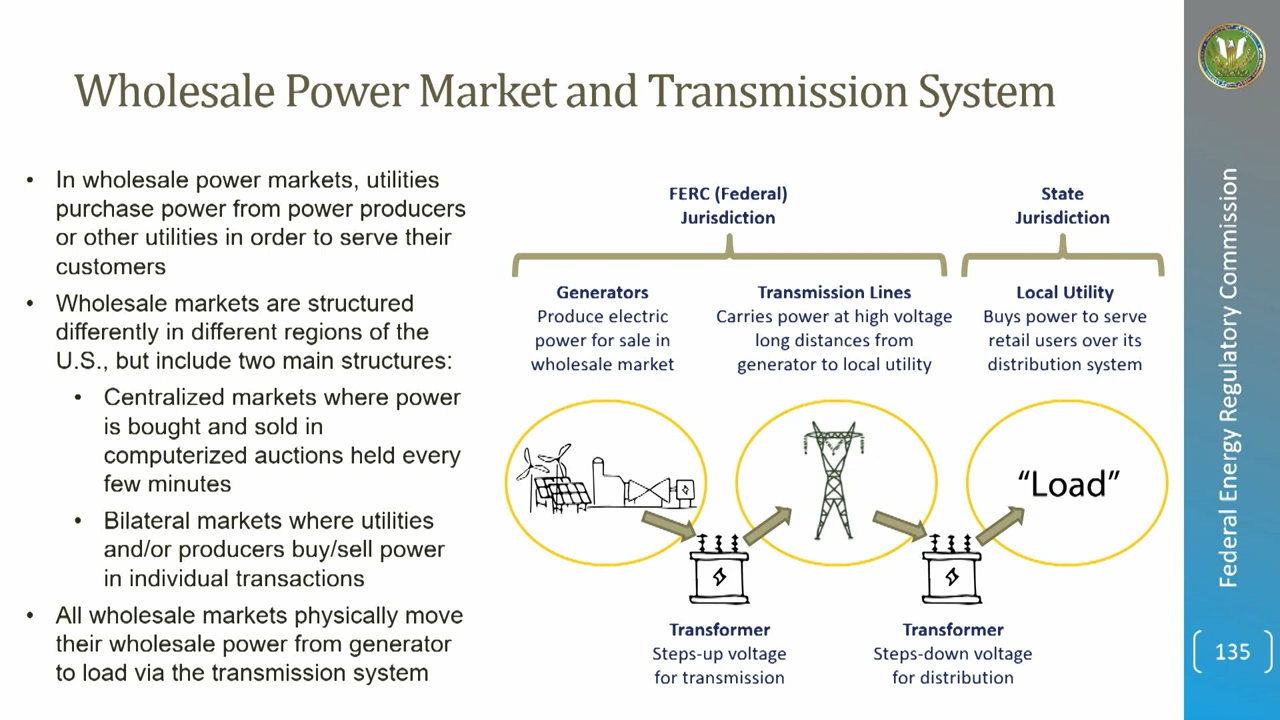 Wholesale Power Market and Transmission System
• In wholesale power markets, utilities
purchase power from power producers
or other utilities in order to serve their
customers
• Wholesale markets are structured
differently in different regions of the
U.S., but include two main structures:
• Centralized markets where power
is bought and sold in
computerized auctions held every
few minutes
• Bilateral markets where utilities
and/or producers buy/sell power
in individual transactions
• All wholesale markets physically move
their wholesale power from generator
to load via the transmission system
FERC (Federal)
Jurisdiction
State
Jurisdiction
Generators
Produce electric
power for sale in
wholesale market
Transmission Lines
Carries power at high voltage
long distances from
generator to local utility
Local Utility
Buys power to serve
retail users over its
distribution system
“Load”
Transformer
Steps-up voltage
for transmission
Transformer
Steps-down voltage
for distribution
Federal Energy Regulatory Commission
135